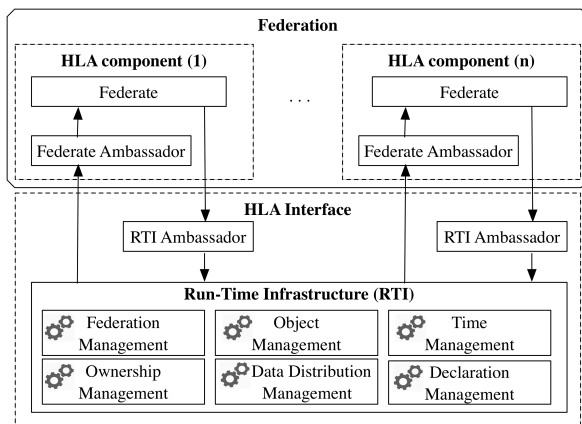 Federation
HLA component (1)
HLA component (n)
Federate
Federate
. . .
Federate Ambassador
Federate Ambassador
HLA Interface
RTI Ambassador
RTI Ambassador
Run-Time Infrastructure (RTI)
Federation
Management
Object
Management
Time
Management
Ownership
Management
Data Distribution
Management
Declaration
Management